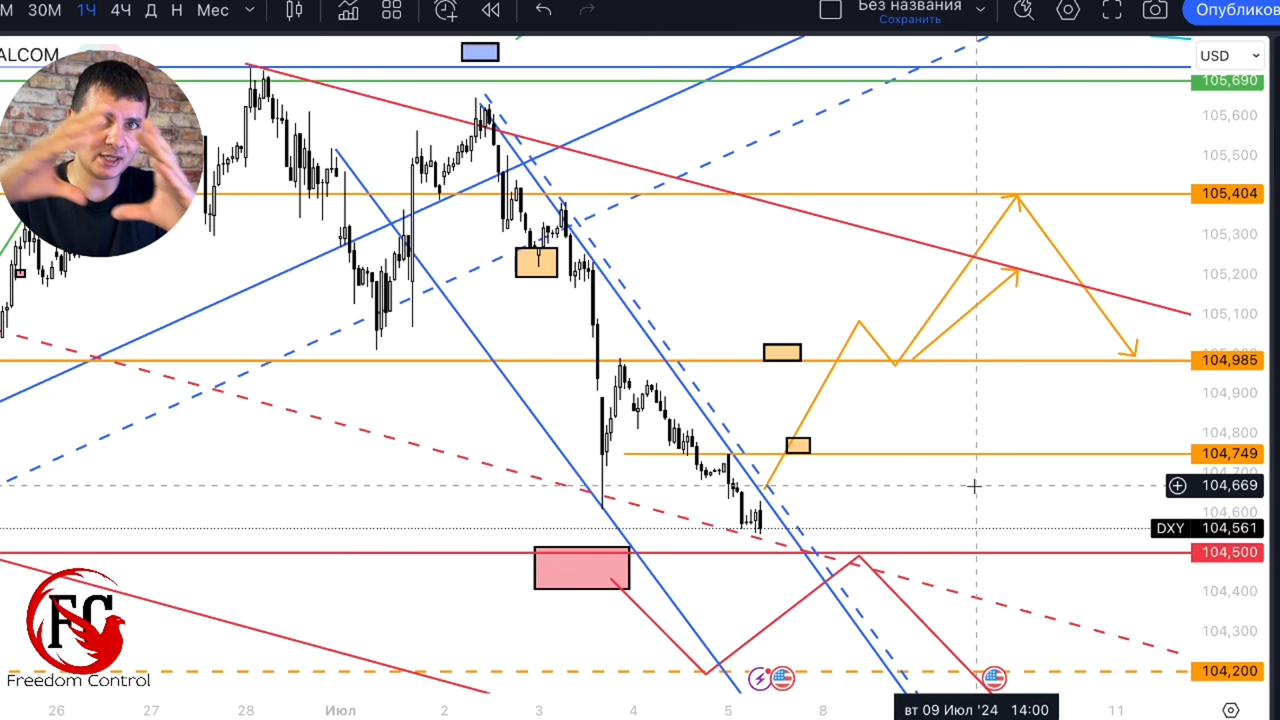 М 30М 1Ч 4Ч Д Н Мес
Без названия
Сохранить
Опубликов
ALCOM
USD
105,690
105,600
105,500
105,404
105,300
105,200
105,100
104,985
104,900
104,800
104,749
104,669
104,600
DXY 104,561
104,500
104,400
104,300
104,200
FC
Freedom Control
26 27 28 Июл 2 3 4 5 8 вт 09 Июл '24 14:00 11